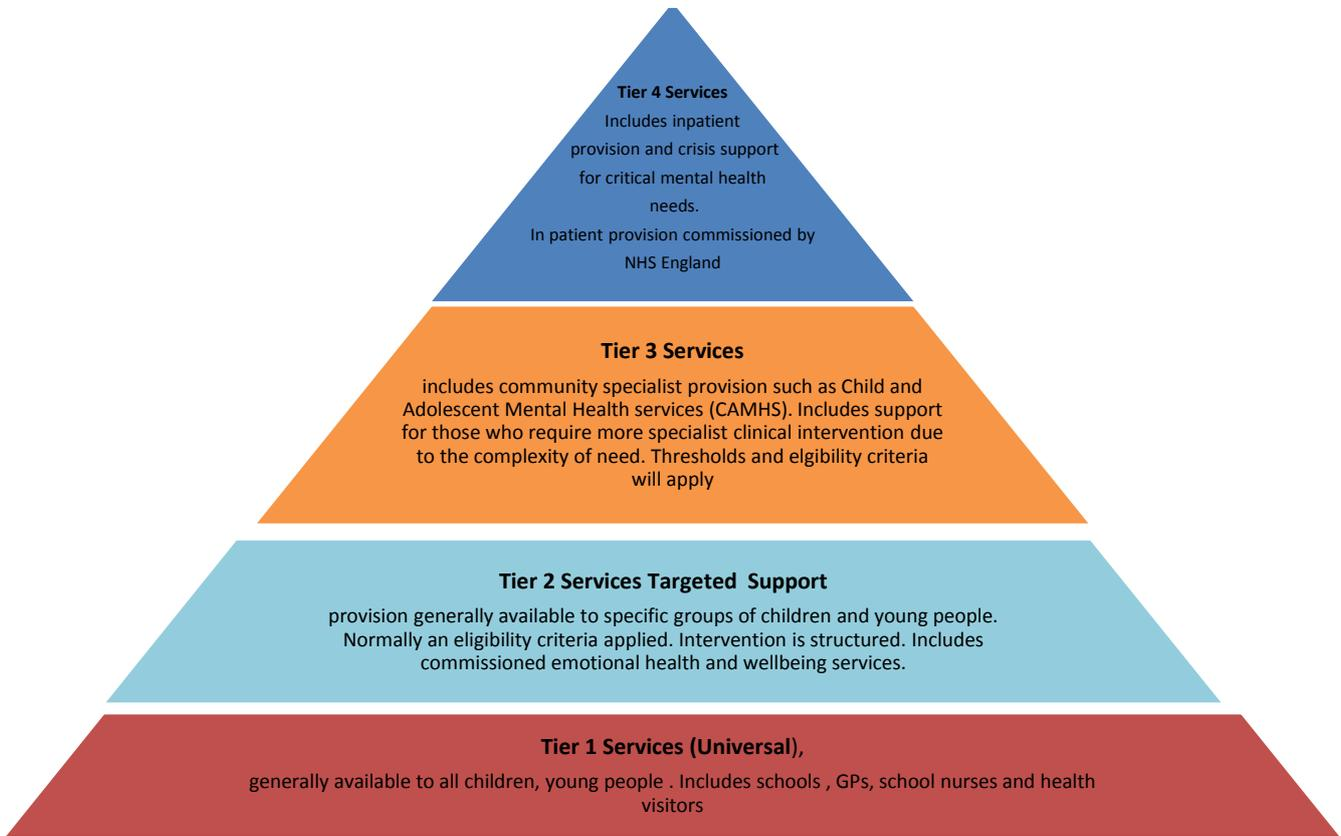 Tier 4 Services
Includes inpatient
provision and crisis support
for critical mental health
needs.
In patient provision commissioned by
NHS England
Tier 3 Services
includes community specialist provision such as Child and
Adolescent Mental Health services (CAMHS). Includes support
for those who require more specialist clinical intervention due
to the complexity of need. Thresholds and elgibility criteria
will apply
Tier 2 Services Targeted  Support
provision generally available to specific groups of children and young people.
Normally an eligibility criteria applied. Intervention is structured. Includes
commissioned emotional health and wellbeing services.
Tier 1 Services (Universal),
generally available to all children, young people . Includes schools , GPs, school nurses and health
visitors